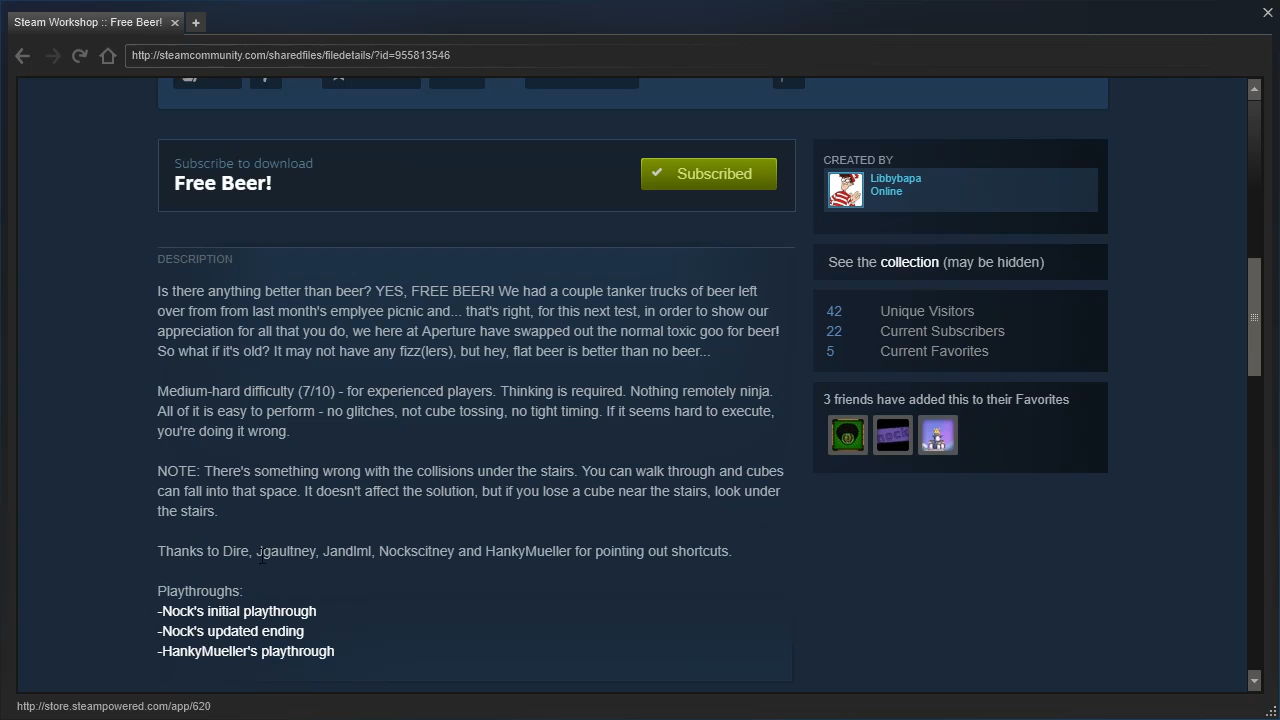 Steam Workshop :: Free Beer!
http://steamcommunity.com/sharedfiles/filedetails/?id=955813546
Subscribe to download
Free Beer!
Subscribed
CREATED BY
Libbybapa
Online
See the collection (may be hidden)
DESCRIPTION
Is there anything better than beer? YES, FREE BEER! We had a couple tanker trucks of beer left
over from from last month's emplyee picnic and... that's right, for this next test, in order to show our
appreciation for all that you do, we here at Aperture have swapped out the normal toxic goo for beer!
So what if it's old? It may not have any fizz(lers), but hey, flat beer is better than no beer...
42 Unique Visitors
22 Current Subscribers
5 Current Favorites
Medium-hard difficulty (7/10) - for experienced players. Thinking is required. Nothing remotely ninja.
All of it is easy to perform - no glitches, not cube tossing, no tight timing. If it seems hard to execute,
you're doing it wrong.
3 friends have added this to their Favorites
nock
NOTE: There's something wrong with the collisions under the stairs. You can walk through and cubes
can fall into that space. It doesn't affect the solution, but if you lose a cube near the stairs, look under
the stairs.
Thanks to Dire, Jgaultney, Jandlml, Nockscitney and HankyMueller for pointing out shortcuts.
Playthroughs:
-Nock's initial playthrough
-Nock's updated ending
-HankyMueller's playthrough
http://store.steampowered.com/app/620